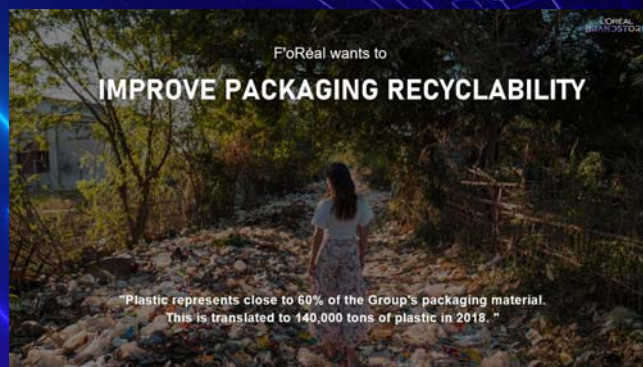 L'ORÉAL
BRANDSTORM
F'oRéal wants to
IMPROVE PACKAGING RECYCLABILITY
"Plastic represents close to 60% of the Group's packaging material.
This is translated to 140,000 tons of plastic in 2018. "